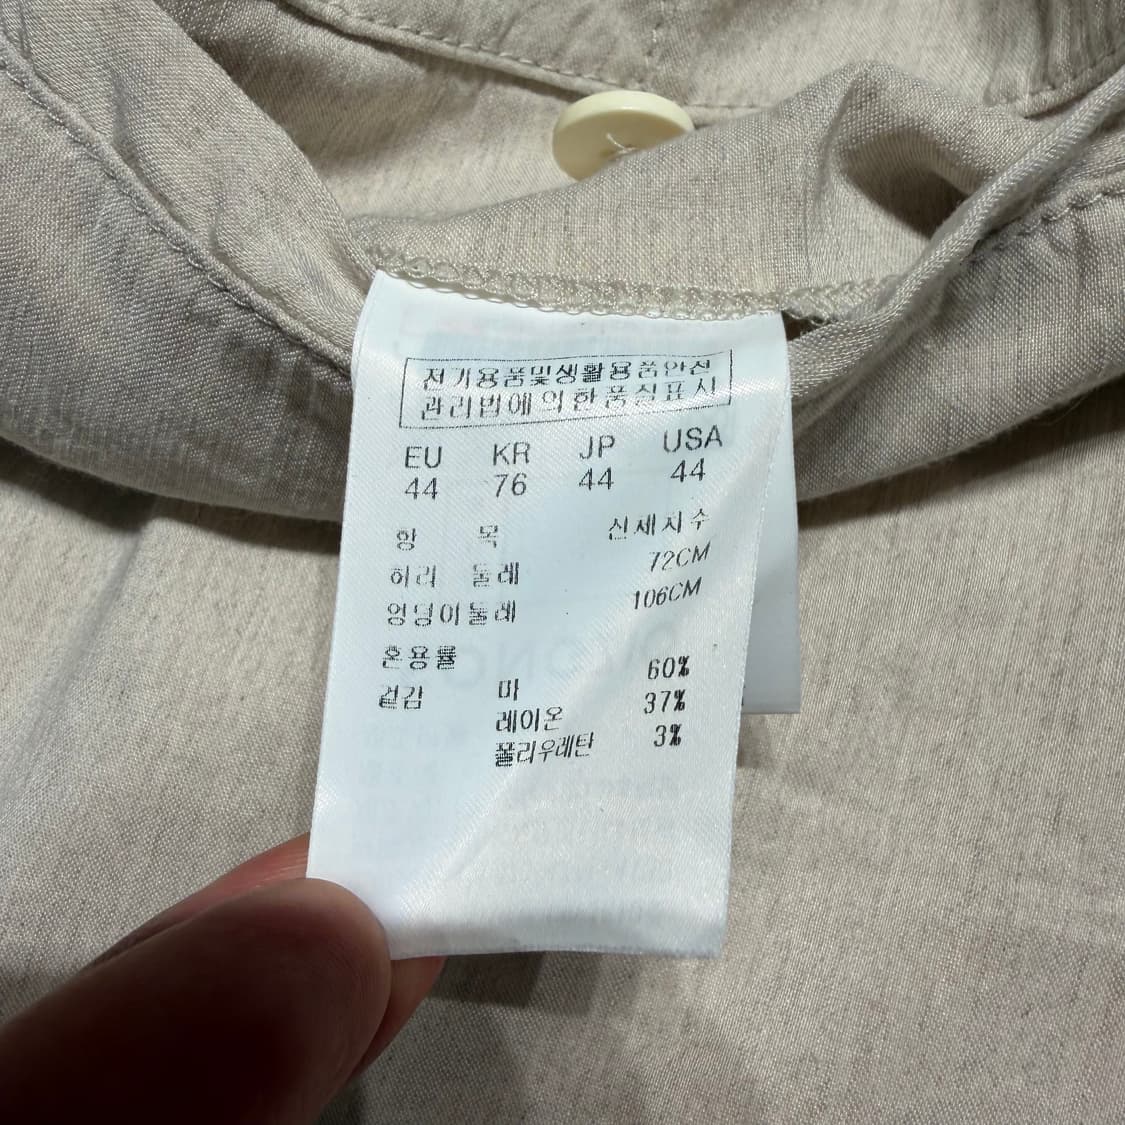 전기용품및생활용품안전
관리법에의한품질표시
EU KR JP USA
44 76 44 44
항 목 신체치수
허리 둘레 72CM
엉덩이둘레 106CM
혼용률
겉감 마 60%
레이온 37%
폴리우레탄 3%